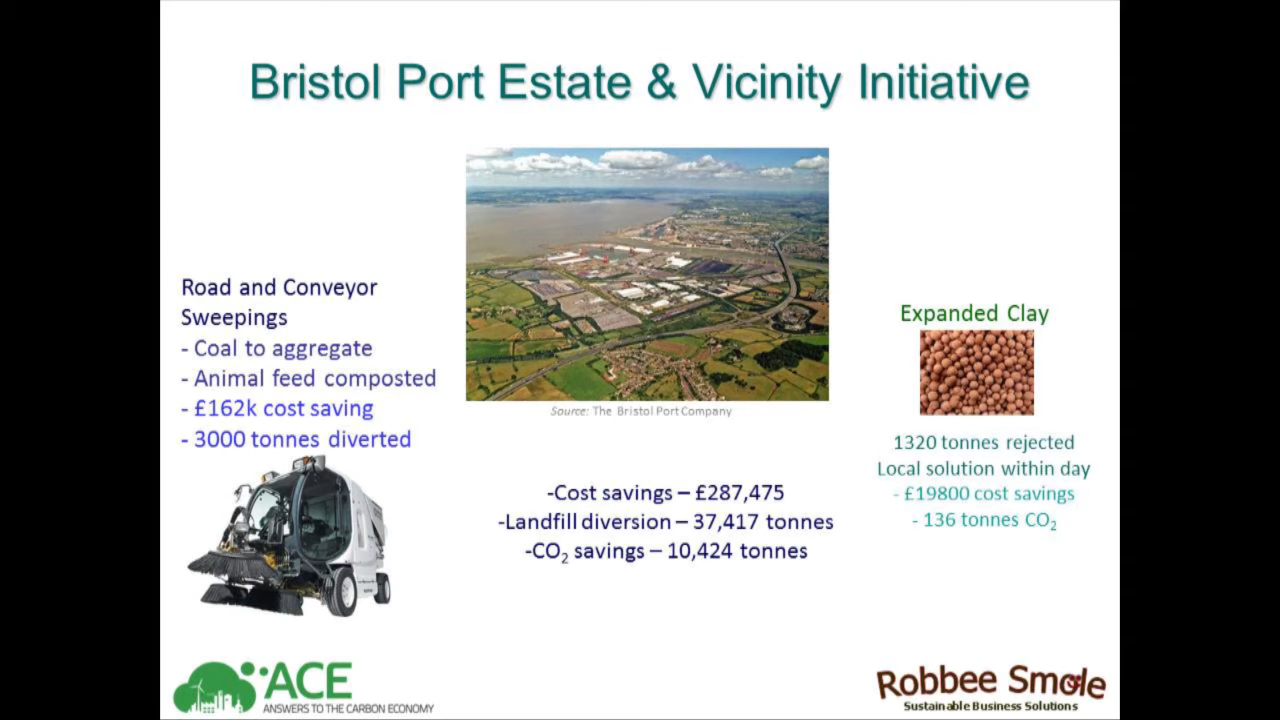 Bristol Port Estate & Vicinity Initiative
Road and Conveyor
Sweepings
- Coal to aggregate
- Animal feed composted
- £162k cost saving
- 3000 tonnes diverted
Source: The Bristol Port Company
-Cost savings – £287,475
-Landfill diversion – 37,417 tonnes
-CO₂ savings – 10,424 tonnes
Expanded Clay
1320 tonnes rejected
Local solution within day
- £19800 cost savings
- 136 tonnes CO₂
ACE
ANSWERS TO THE CARBON ECONOMY
Robbee Smole
Sustainable Business Solutions